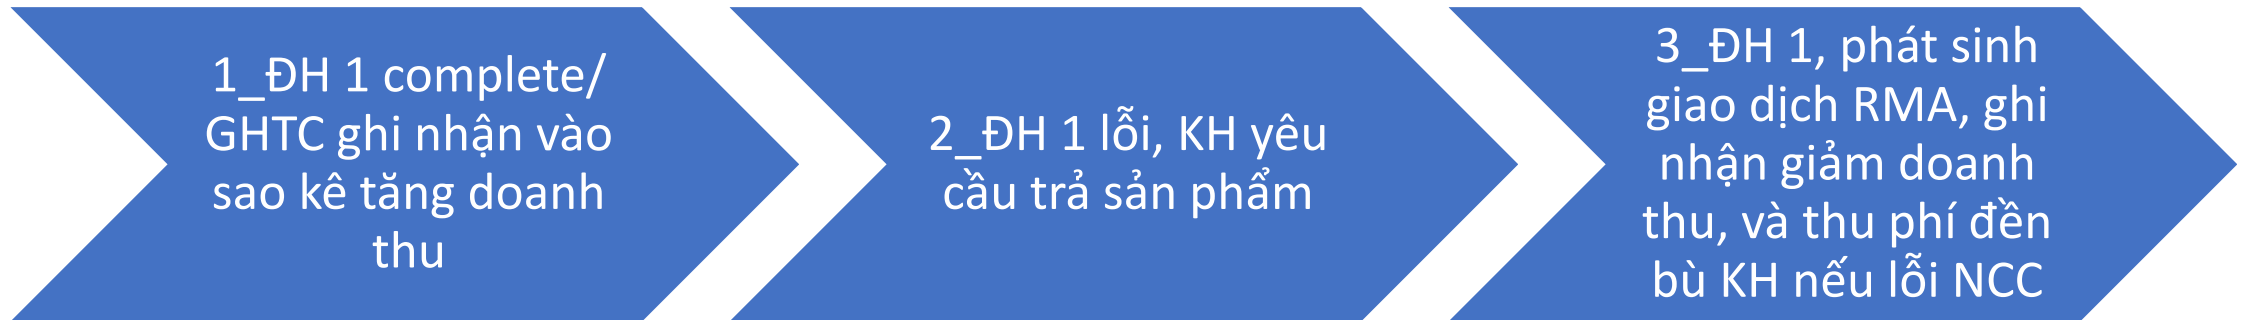 1_ĐH 1 complete/
GHTC ghi nhận vào
sao kê tăng doanh
thu
2_ĐH 1 lỗi, KH yêu
cầu trả sản phẩm
3_ĐH 1, phát sinh
giao dịch RMA, ghi
nhận giảm doanh
thu, và thu phí đền
bù KH nếu lỗi NCC